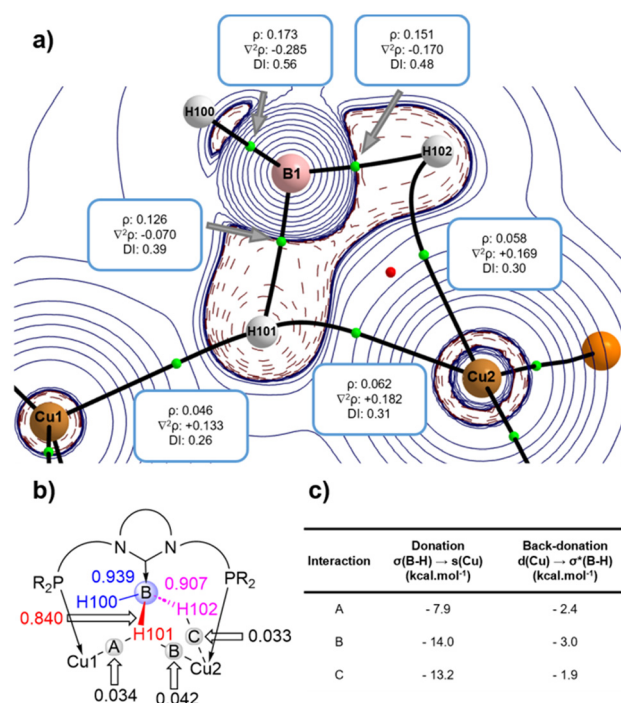 a)
ρ: 0.173
∇²ρ: -0.285
DI: 0.56
ρ: 0.151
∇²ρ: -0.170
DI: 0.48
H100
B1
H102
ρ: 0.126
∇²ρ: -0.070
DI: 0.39
ρ: 0.058
∇²ρ: +0.169
DI: 0.30
H101
Cu1
Cu2
ρ: 0.046
∇²ρ: +0.133
DI: 0.26
ρ: 0.062
∇²ρ: +0.182
DI: 0.31
b)
N N
R₂P PR₂
0.939 0.907
B
H100 H102
0.840
H101
C 0.033
A B
Cu1 Cu2
0.034 0.042
c)
Interaction Donation Back-donation
σ(B-H) → s(Cu) d(Cu) → σ*(B-H)
(kcal.mol⁻¹) (kcal.mol⁻¹)
A - 7.9 - 2.4
B - 14.0 - 3.0
C - 13.2 - 1.9